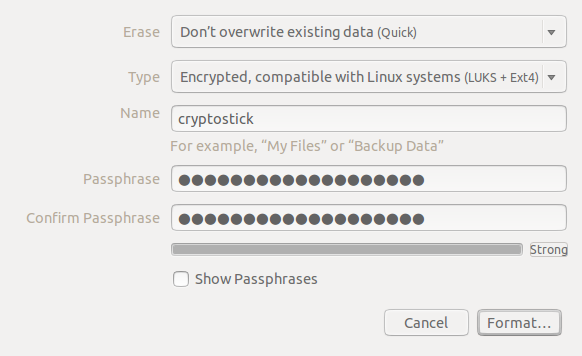 Erase Don't overwrite existing data (Quick)
Type Encrypted, compatible with Linux systems (LUKS + Ext4)
Name cryptostick
For example, “My Files” or “Backup Data”
Passphrase ●●●●●●●●●●●●●●●●●●●
Confirm Passphrase ●●●●●●●●●●●●●●●●●●●
Strong
Show Passphrases
Cancel Format...